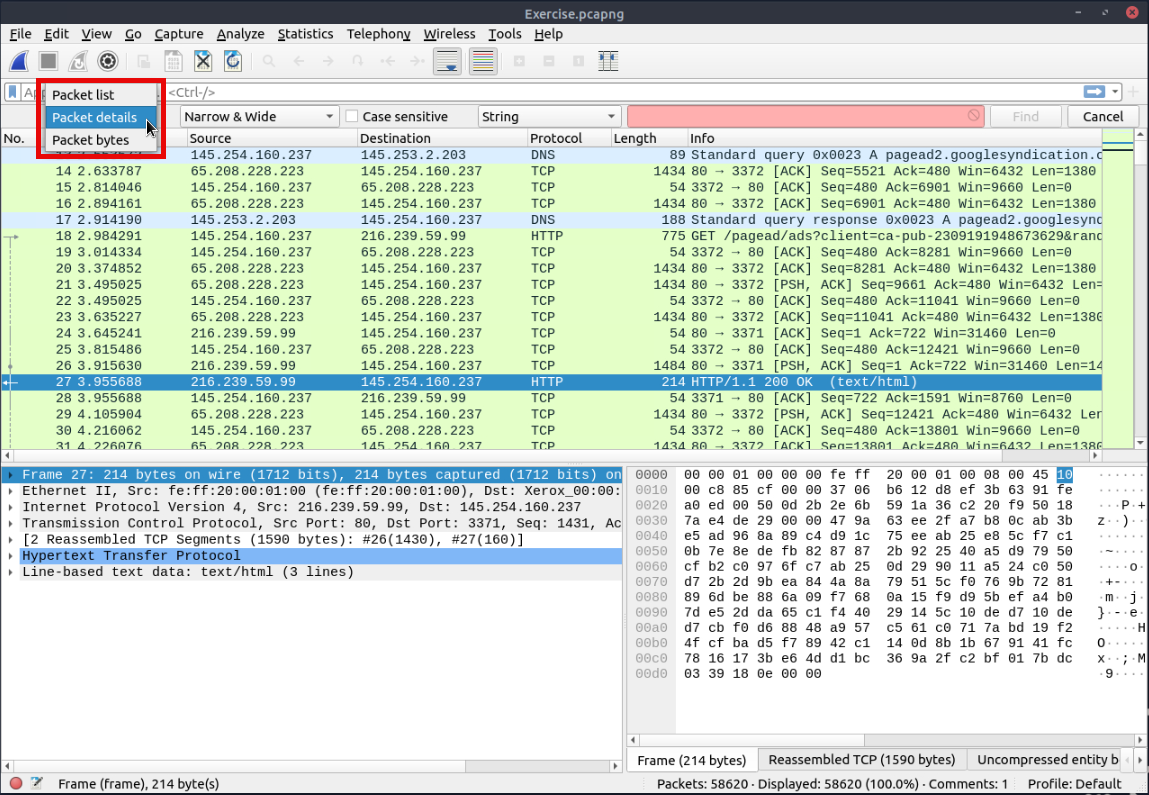 Exercise.pcapng
File Edit View Go Capture Analyze Statistics Telephony Wireless Tools Help
<Ctrl-/>
Packet list
Packet details
Packet bytes
Narrow & Wide Case sensitive String Find Cancel
No. Source Destination Protocol Length Info
145.254.160.237 145.253.2.203 DNS 89 Standard query 0x0023 A pagead2.googlesyndication.c
14 2.633787 65.208.228.223 145.254.160.237 TCP 1434 80 → 3372 [ACK] Seq=5521 Ack=480 Win=6432 Len=1380
15 2.814046 145.254.160.237 65.208.228.223 TCP 54 3372 → 80 [ACK] Seq=480 Ack=6901 Win=9660 Len=0
16 2.894161 65.208.228.223 145.254.160.237 TCP 1434 80 → 3372 [ACK] Seq=6901 Ack=480 Win=6432 Len=1380
17 2.914190 145.253.2.203 145.254.160.237 DNS 188 Standard query response 0x0023 A pagead2.googlesynd
18 2.984291 145.254.160.237 216.239.59.99 HTTP 775 GET /pagead/ads?client=ca-pub-2309191948673629&rand
19 3.014334 145.254.160.237 65.208.228.223 TCP 54 3372 → 80 [ACK] Seq=480 Ack=8281 Win=9660 Len=0
20 3.374852 65.208.228.223 145.254.160.237 TCP 1434 80 → 3372 [ACK] Seq=8281 Ack=480 Win=6432 Len=1380
21 3.495025 65.208.228.223 145.254.160.237 TCP 1434 80 → 3372 [PSH, ACK] Seq=9661 Ack=480 Win=6432 Len=
22 3.495025 145.254.160.237 65.208.228.223 TCP 54 3372 → 80 [ACK] Seq=480 Ack=11041 Win=9660 Len=0
23 3.635227 65.208.228.223 145.254.160.237 TCP 1434 80 → 3372 [ACK] Seq=11041 Ack=480 Win=6432 Len=1380
24 3.645241 216.239.59.99 145.254.160.237 TCP 54 80 → 3371 [ACK] Seq=1 Ack=722 Win=31460 Len=0
25 3.815486 145.254.160.237 65.208.228.223 TCP 54 3372 → 80 [ACK] Seq=480 Ack=12421 Win=9660 Len=0
26 3.915630 216.239.59.99 145.254.160.237 TCP 1484 80 → 3371 [PSH, ACK] Seq=1 Ack=722 Win=31460 Len=14
27 3.955688 216.239.59.99 145.254.160.237 HTTP 214 HTTP/1.1 200 OK (text/html)
28 3.955688 145.254.160.237 216.239.59.99 TCP 54 3371 → 80 [ACK] Seq=722 Ack=1591 Win=8760 Len=0
29 4.105904 65.208.228.223 145.254.160.237 TCP 1434 80 → 3372 [PSH, ACK] Seq=12421 Ack=480 Win=6432 Len
30 4.216062 145.254.160.237 65.208.228.223 TCP 54 3372 → 80 [ACK] Seq=480 Ack=13801 Win=9660 Len=0
31 4.226076 65.208.228.223 145.254.160.237 TCP 1434 80 → 3372 [ACK] Seq=13801 Ack=480 Win=6432 Len=1380
Frame 27: 214 bytes on wire (1712 bits), 214 bytes captured (1712 bits) on
Ethernet II, Src: fe:ff:20:00:01:00 (fe:ff:20:00:01:00), Dst: Xerox_00:00:
Internet Protocol Version 4, Src: 216.239.59.99, Dst: 145.254.160.237
Transmission Control Protocol, Src Port: 80, Dst Port: 3371, Seq: 1431, Ac
[2 Reassembled TCP Segments (1590 bytes): #26(1430), #27(160)]
Hypertext Transfer Protocol
Line-based text data: text/html (3 lines)
0000 00 00 01 00 00 00 fe ff 20 00 01 00 08 00 45 10 ······
0010 00 c8 85 cf 00 00 37 06 b6 12 d8 ef 3b 63 91 fe ······
0020 a0 ed 00 50 0d 2b 2e 6b 59 1a 36 c2 20 f9 50 18 ···P·+
0030 7a e4 de 29 00 00 47 9a 63 ee 2f a7 b8 0c ab 3b z··)··
0040 e5 ad 96 8a 89 c4 d9 1c 75 ee ab 25 e8 5c f7 c1 ······
0050 0b 7e 8e de fb 82 87 87 2b 92 25 40 a5 d9 79 50 ·~····
0060 cf b2 c0 97 6f c7 ab 25 0d 29 90 11 a5 24 c0 50 ····o·
0070 d7 2b 2d 9b ea 84 4a 8a 79 51 5c f0 76 9b 72 81 ·+-···
0080 89 6d be 88 6a 09 f7 68 0a 15 f9 d9 5b ef a4 b0 ·m··j·
0090 7d e5 2d da 65 c1 f4 40 29 14 5c 10 de d7 10 de }·-·e·
00a0 d7 cb f0 d6 88 48 a9 57 c5 61 c0 71 7a bd 19 f2 ·····H
00b0 4f cf ba d5 f7 89 42 c1 14 0d 8b 1b 67 91 41 fc O·····
00c0 78 16 17 3b e6 4d d1 bc 36 9a 2f c2 bf 01 7b dc x··;·M
00d0 03 39 18 0e 00 00 ·9····
Frame (214 bytes) Reassembled TCP (1590 bytes) Uncompressed entity b
Frame (frame), 214 byte(s) Packets: 58620 · Displayed: 58620 (100.0%) · Comments: 1 Profile: Default